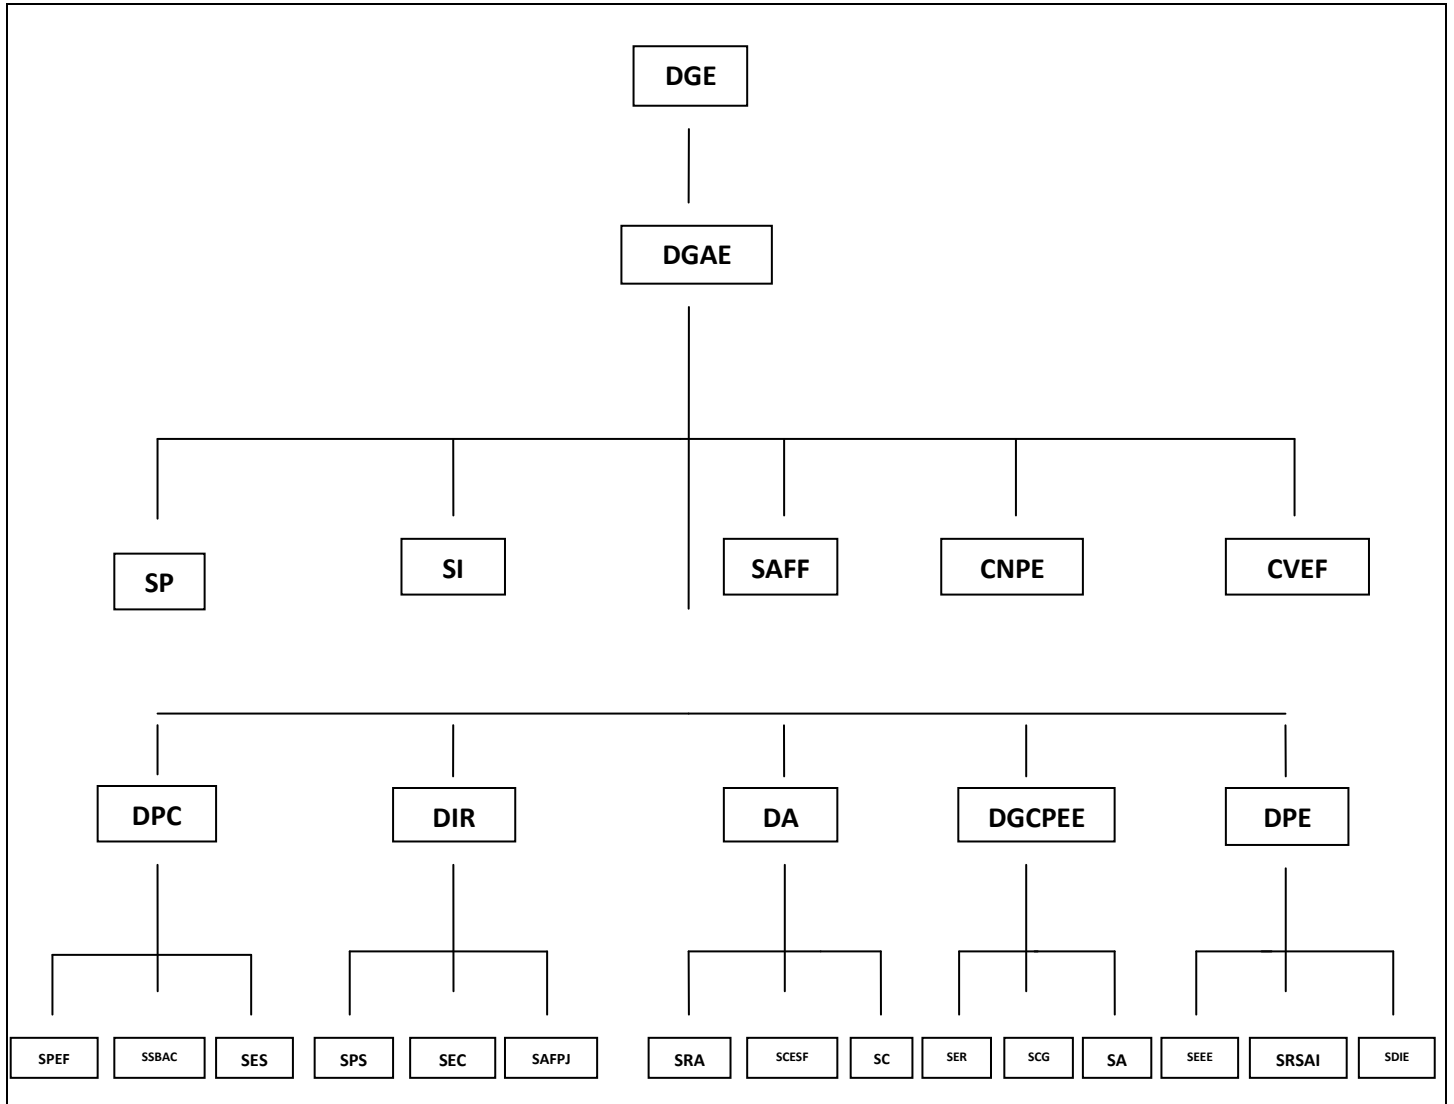 DGE
DGAE
SP
SI
SAFF
CNPE
CVEF
DPC
DIR
DA
DGCPEE
DPE
SPEF
SSBAC
SES
SPS
SEC
SAFPJ
SRA
SCESF
SC
SER
SCG
SA
SEEE
SRSAI
SDIE